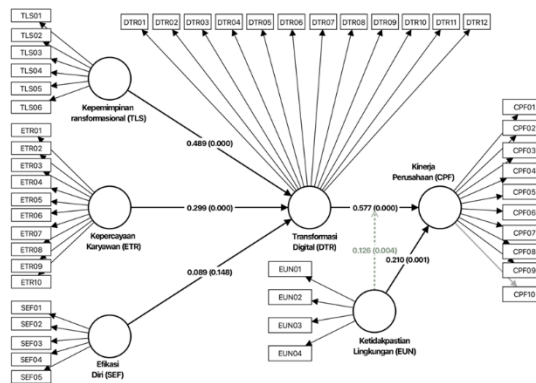 TLS01
TLS02
TLS03
TLS04
TLS05
TLS06
Kepemimpinan
ransformasional (TLS)
DTR01
DTR02
DTR03
DTR04
DTR05
DTR06
DTR07
DTR08
DTR09
DTR10
DTR11
DTR12
ETR01
ETR02
ETR03
ETR04
ETR05
ETR06
ETR07
ETR08
ETR09
ETR10
Kepercayaan
Karyawan (ETR)
SEF01
SEF02
SEF03
SEF04
SEF05
Efikasi
Diri (SEF)
0.489 (0.000)
0.299 (0.000)
0.089 (0.148)
Transformasi
Digital (DTR)
0.577 (0.000)
0.126 (0.004)
0.210 (0.001)
EUN01
EUN02
EUN03
EUN04
Ketidakpastian
Lingkungan (EUN)
Kinerja
Perusahaan (CPF)
CPF01
CPF02
CPF03
CPF04
CPF05
CPF06
CPF07
CPF08
CPF09
CPF10